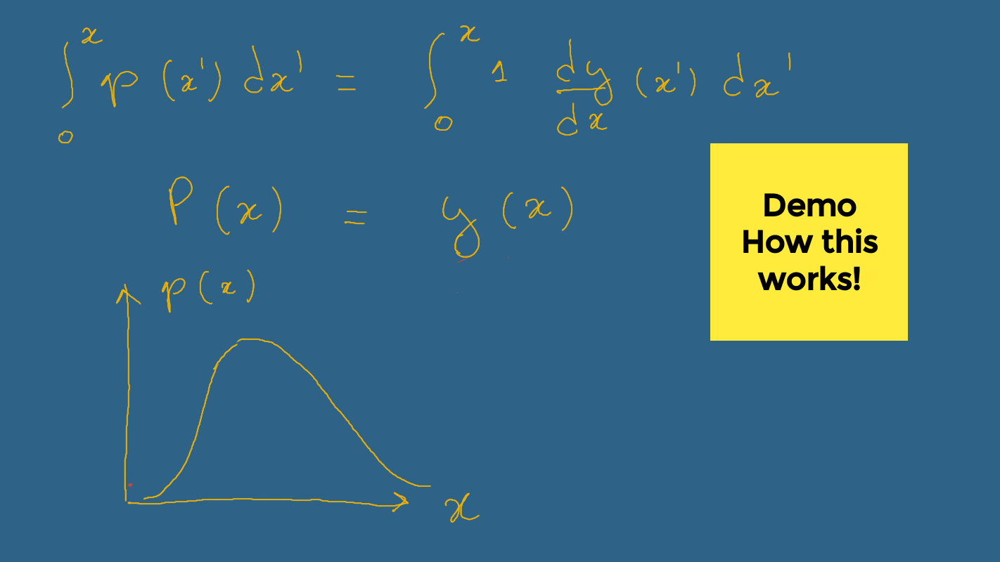 ∫₀ˣ p (x') dx' = ∫₀ˣ 1 dy/dx (x') dx'
P (x) = y (x)
Demo
How this
works!
p (x)
x